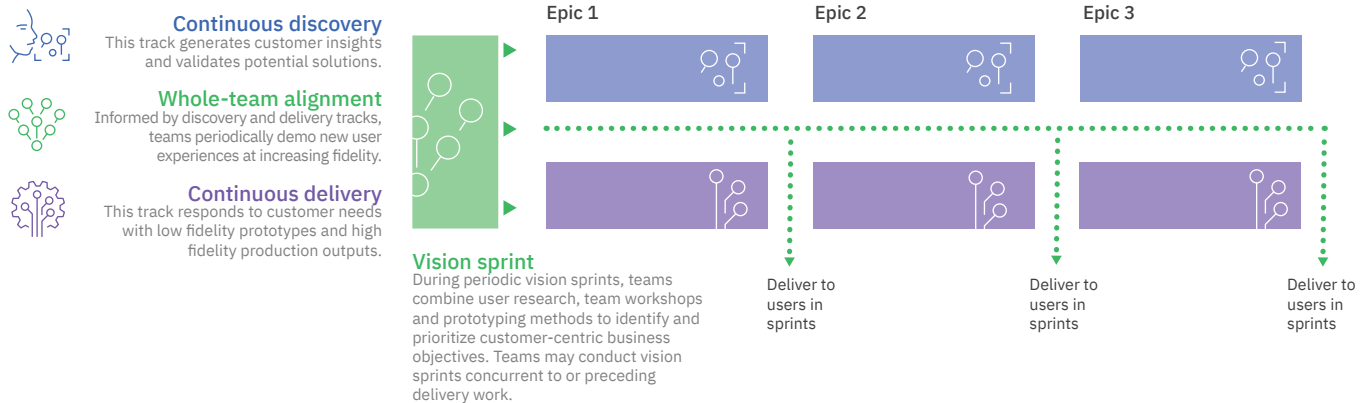 Continuous discovery
This track generates customer insights
and validates potential solutions.
Whole-team alignment
Informed by discovery and delivery tracks,
teams periodically demo new user
experiences at increasing fidelity.
Continuous delivery
This track responds to customer needs
with low fidelity prototypes and high
fidelity production outputs.
Vision sprint
During periodic vision sprints, teams
combine user research, team workshops
and prototyping methods to identify and
prioritize customer-centric business
objectives. Teams may conduct vision
sprints concurrent to or preceding
delivery work.
Epic 1
Epic 2
Epic 3
Deliver to
users in
sprints
Deliver to
users in
sprints
Deliver to
users in
sprints